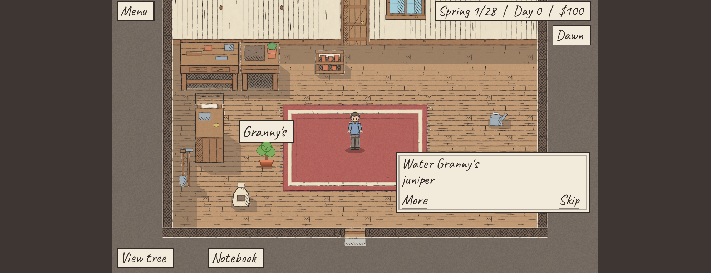 Menu
Spring 1/28 | Day 0 | $100
Dawn
Granny's
Water Granny's
juniper
More
Skip
View tree
Notebook